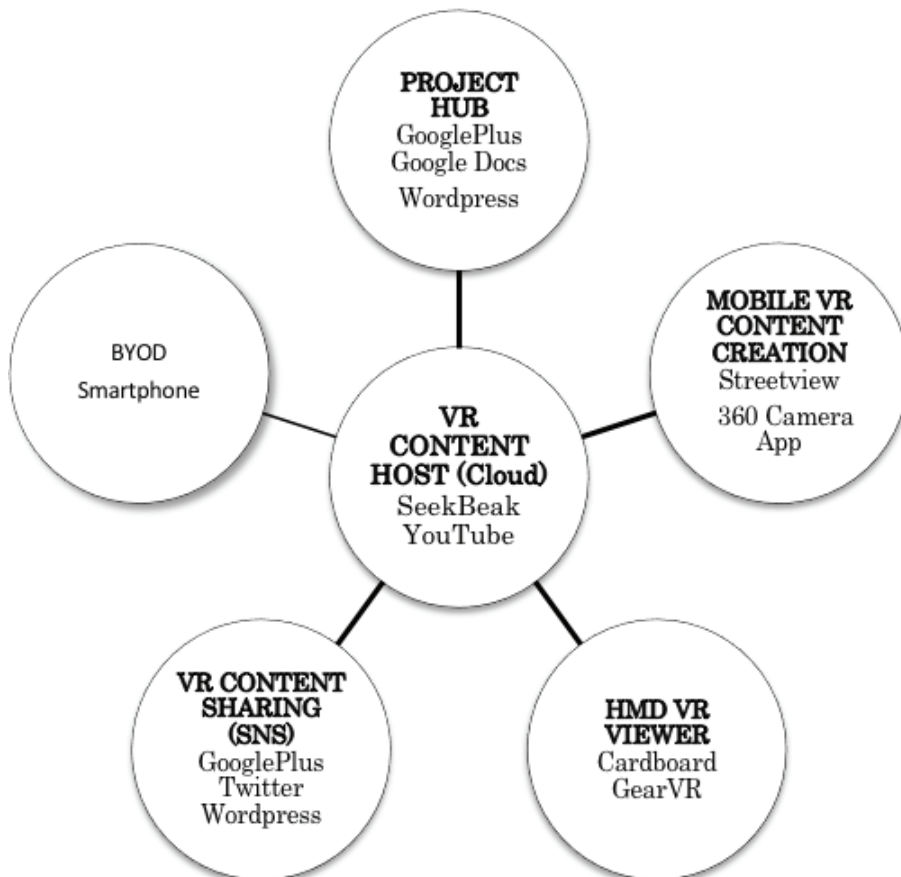 PROJECT
HUB
GooglePlus
Google Docs
Wordpress
BYOD
Smartphone
MOBILE VR
CONTENT
CREATION
Streetview
360 Camera
App
VR
CONTENT
HOST (Cloud)
SeekBeak
YouTube
VR CONTENT
SHARING
(SNS)
GooglePlus
Twitter
Wordpress
HMD VR
VIEWER
Cardboard
GearVR